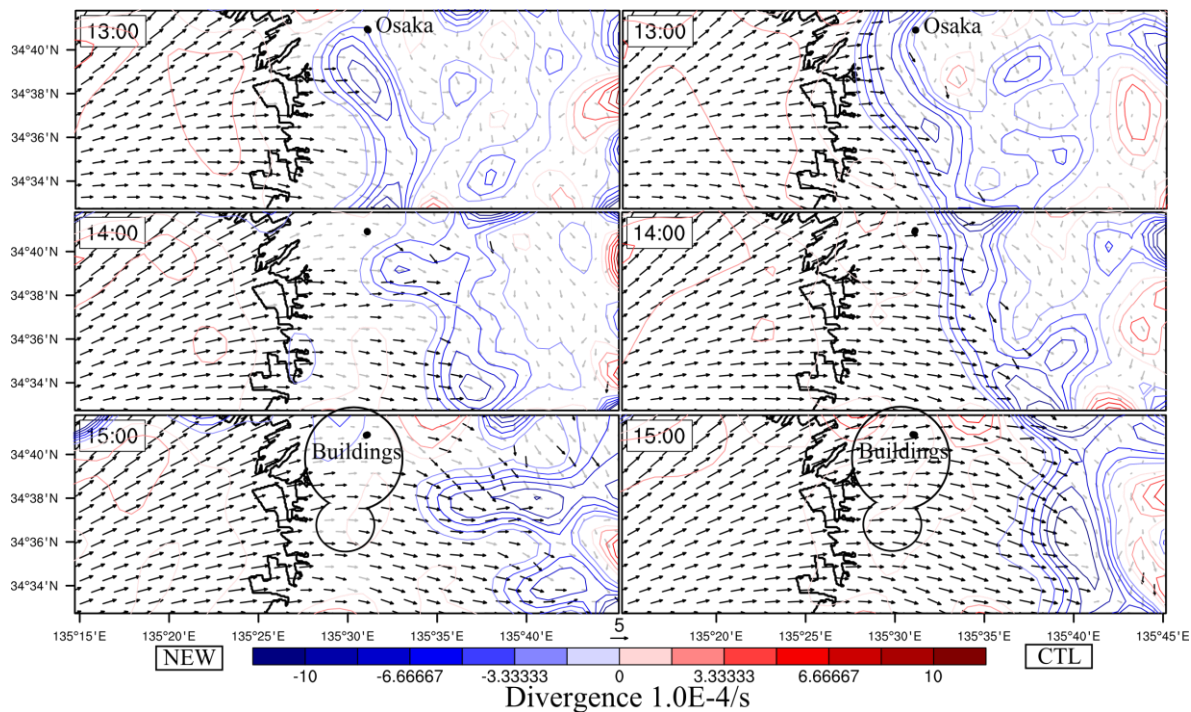 13:00 Osaka 13:00 Osaka
34°40'N
34°38'N
34°36'N
34°34'N
14:00 14:00
34°40'N
34°38'N
34°36'N
34°34'N
15:00 15:00
34°40'N Buildings Buildings
34°38'N
34°36'N
34°34'N
135°15'E 135°20'E 135°25'E 135°30'E 135°35'E 135°40'E 5 135°20'E 135°25'E 135°30'E 135°35'E 135°40'E 135°45'E
NEW CTL
-10 -6.66667 -3.33333 0 3.33333 6.66667 10
Divergence 1.0E-4/s